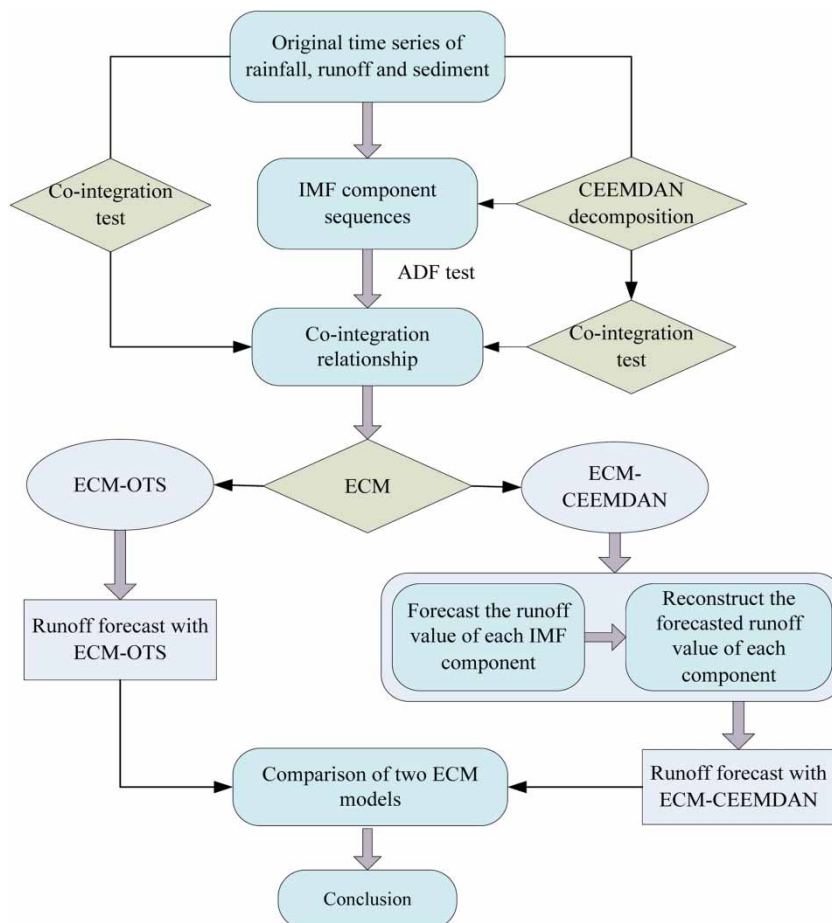 Original time series of
rainfall, runoff and sediment
Co-integration
test
IMF component
sequences
CEEMDAN
decomposition
ADF test
Co-integration
relationship
Co-integration
test
ECM-OTS
ECM
ECM-
CEEMDAN
Runoff forecast with
ECM-OTS
Forecast the runoff
value of each IMF
component
Reconstruct the
forecasted runoff
value of each
component
Comparison of two ECM
models
Runoff forecast with
ECM-CEEMDAN
Conclusion